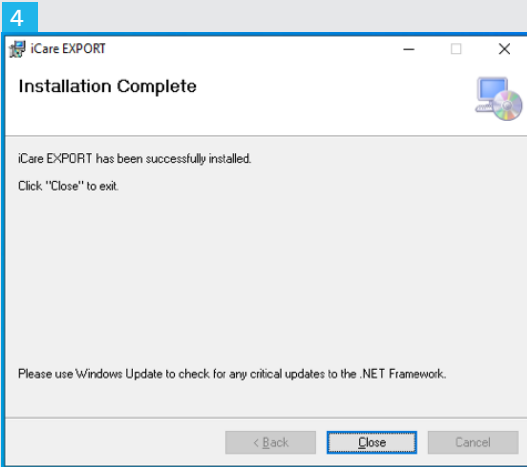 4
iCare EXPORT
Installation Complete
iCare EXPORT has been successfully installed.
Click "Close" to exit.
Please use Windows Update to check for any critical updates to the .NET Framework.
< Back Close Cancel